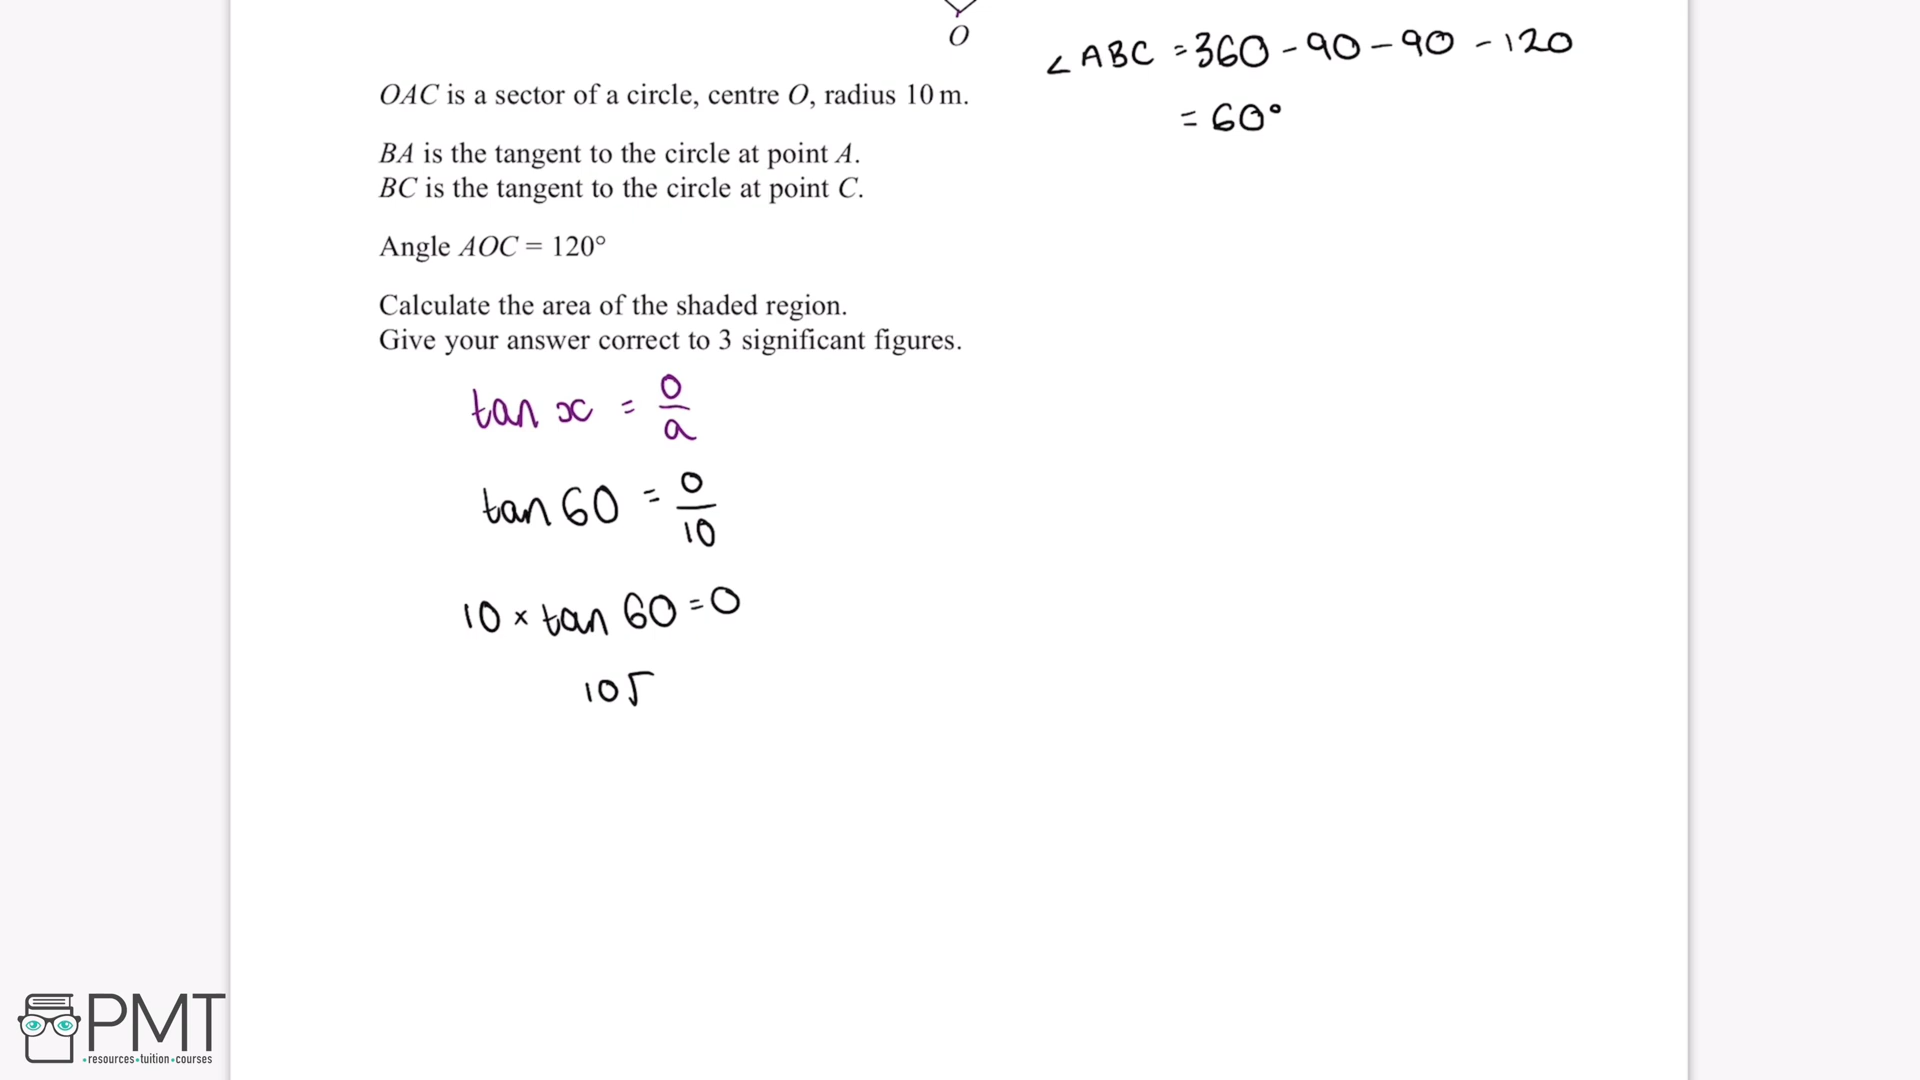 O
∠ABC = 360 - 90 - 90 - 120
= 60°
OAC is a sector of a circle, centre O, radius 10 m.
BA is the tangent to the circle at point A.
BC is the tangent to the circle at point C.
Angle AOC = 120°
Calculate the area of the shaded region.
Give your answer correct to 3 significant figures.
tan x = o/a
tan 60 = o/10
10 × tan 60 = o
10√
PMT
•resources•tuition•courses